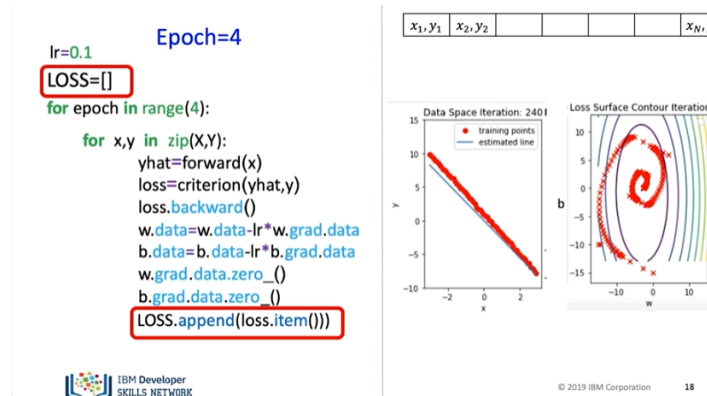 Epoch=4
lr=0.1
LOSS=[]
for epoch in range(4):
for x,y in zip(X,Y):
yhat=forward(x)
loss=criterion(yhat,y)
loss.backward()
w.data=w.data-lr*w.grad.data
b.data=b.data-lr*b.grad.data
w.grad.data.zero_()
b.grad.data.zero_()
LOSS.append(loss.item()))
IBM Developer
SKILLS NETWORK
x₁, y₁ x₂, y₂ x_N,
Data Space Iteration: 240
training points
estimated line
15
10
5
0
−5
−10
−2 0 2
y
x
Loss Surface Contour Iteration
10
5
0
−5
−10
−15
−10 0 10
b
w
© 2019 IBM Corporation
18